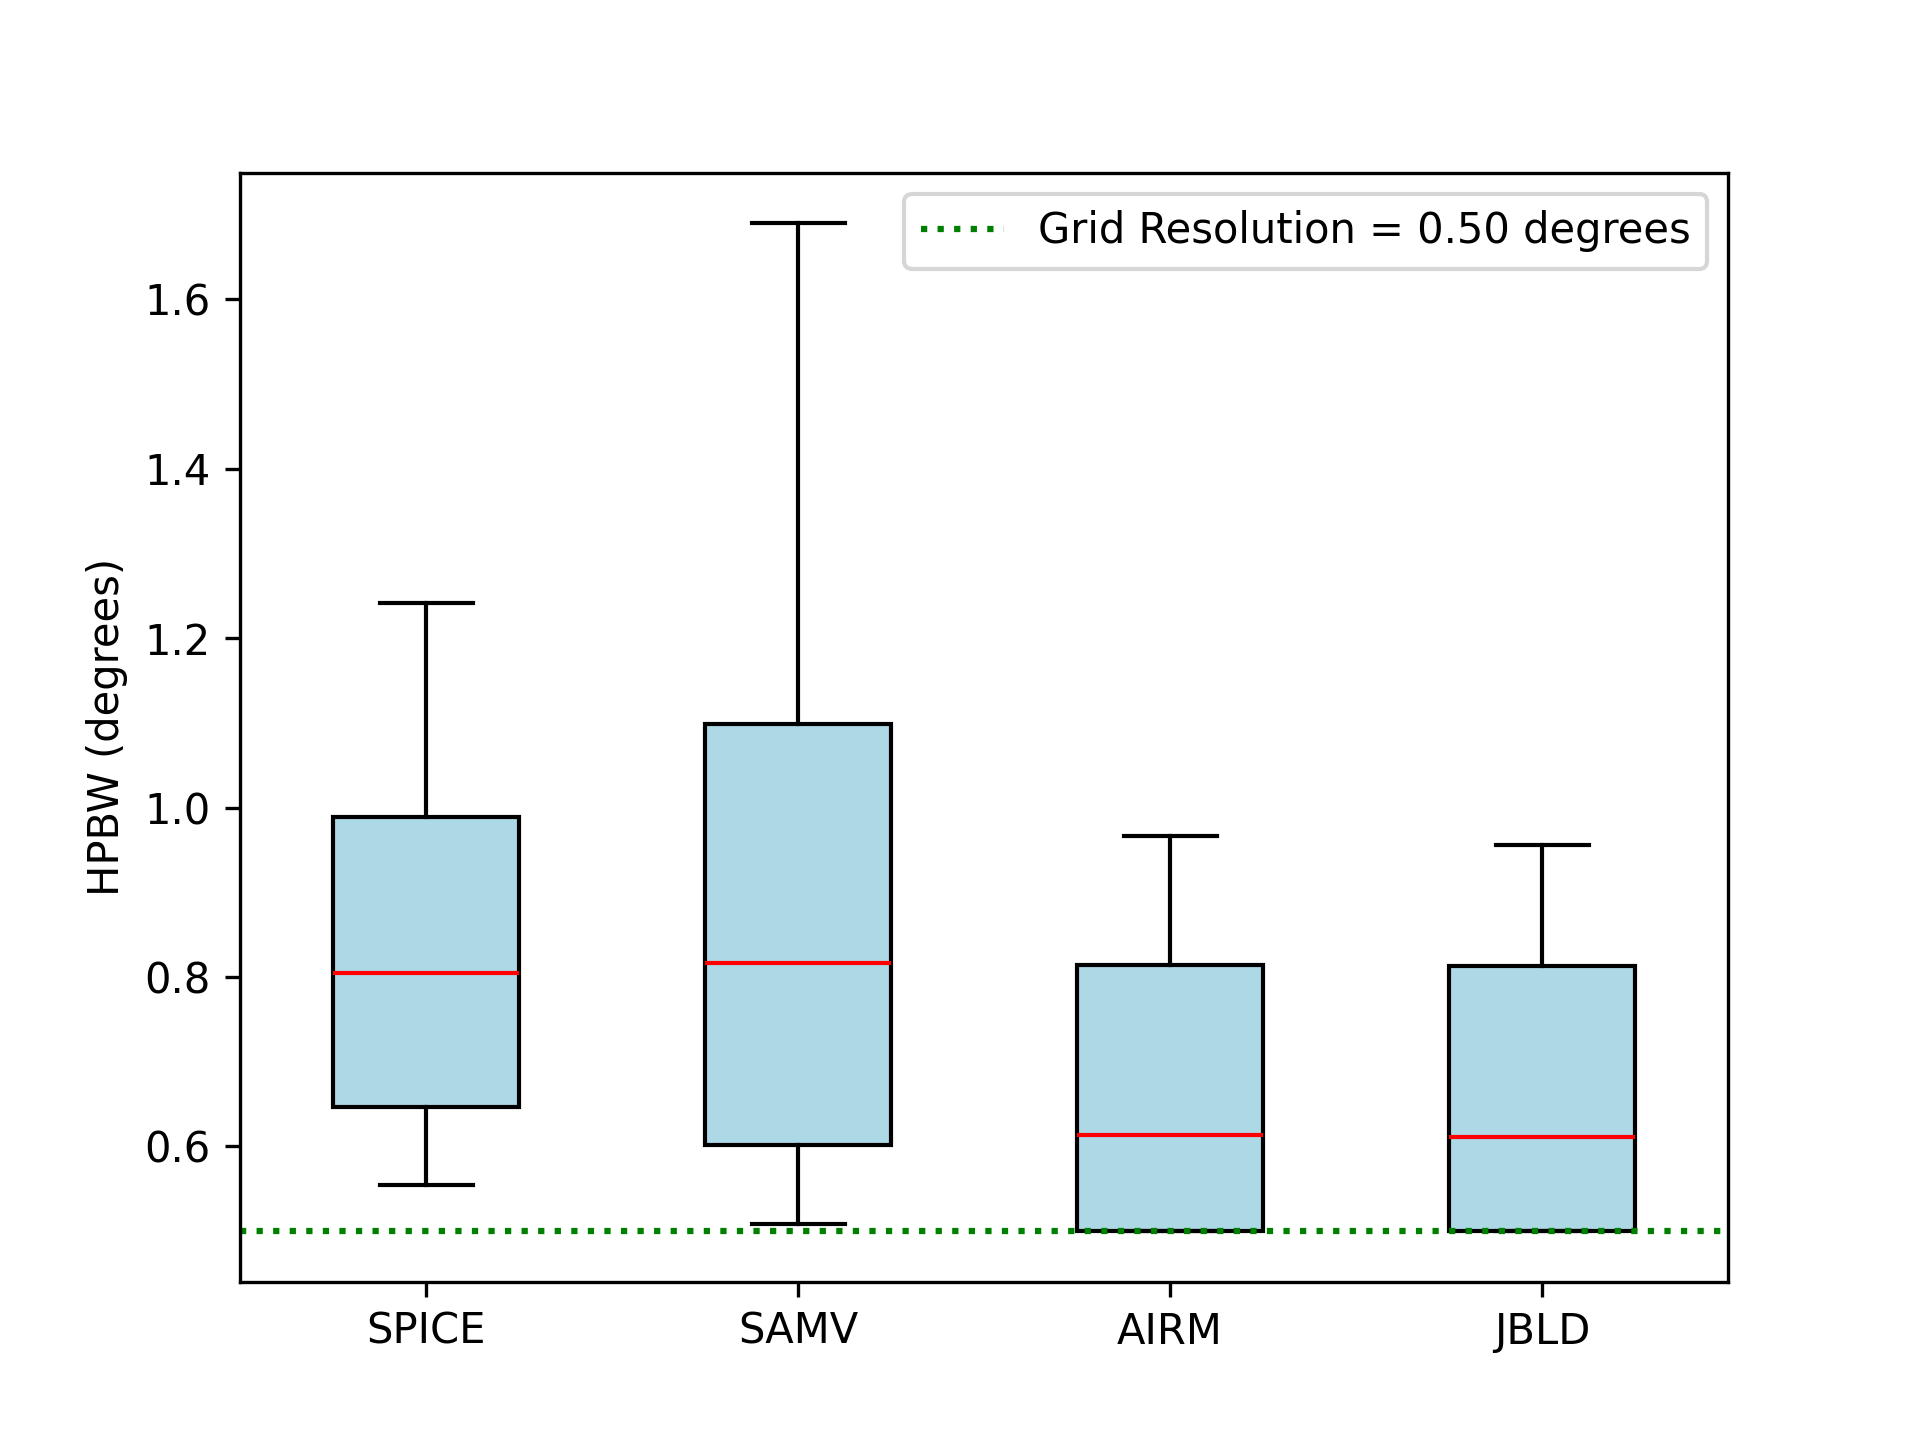 Grid Resolution = 0.50 degrees
HPBW (degrees)
1.6
1.4
1.2
1.0
0.8
0.6
SPICE SAMV AIRM JBLD